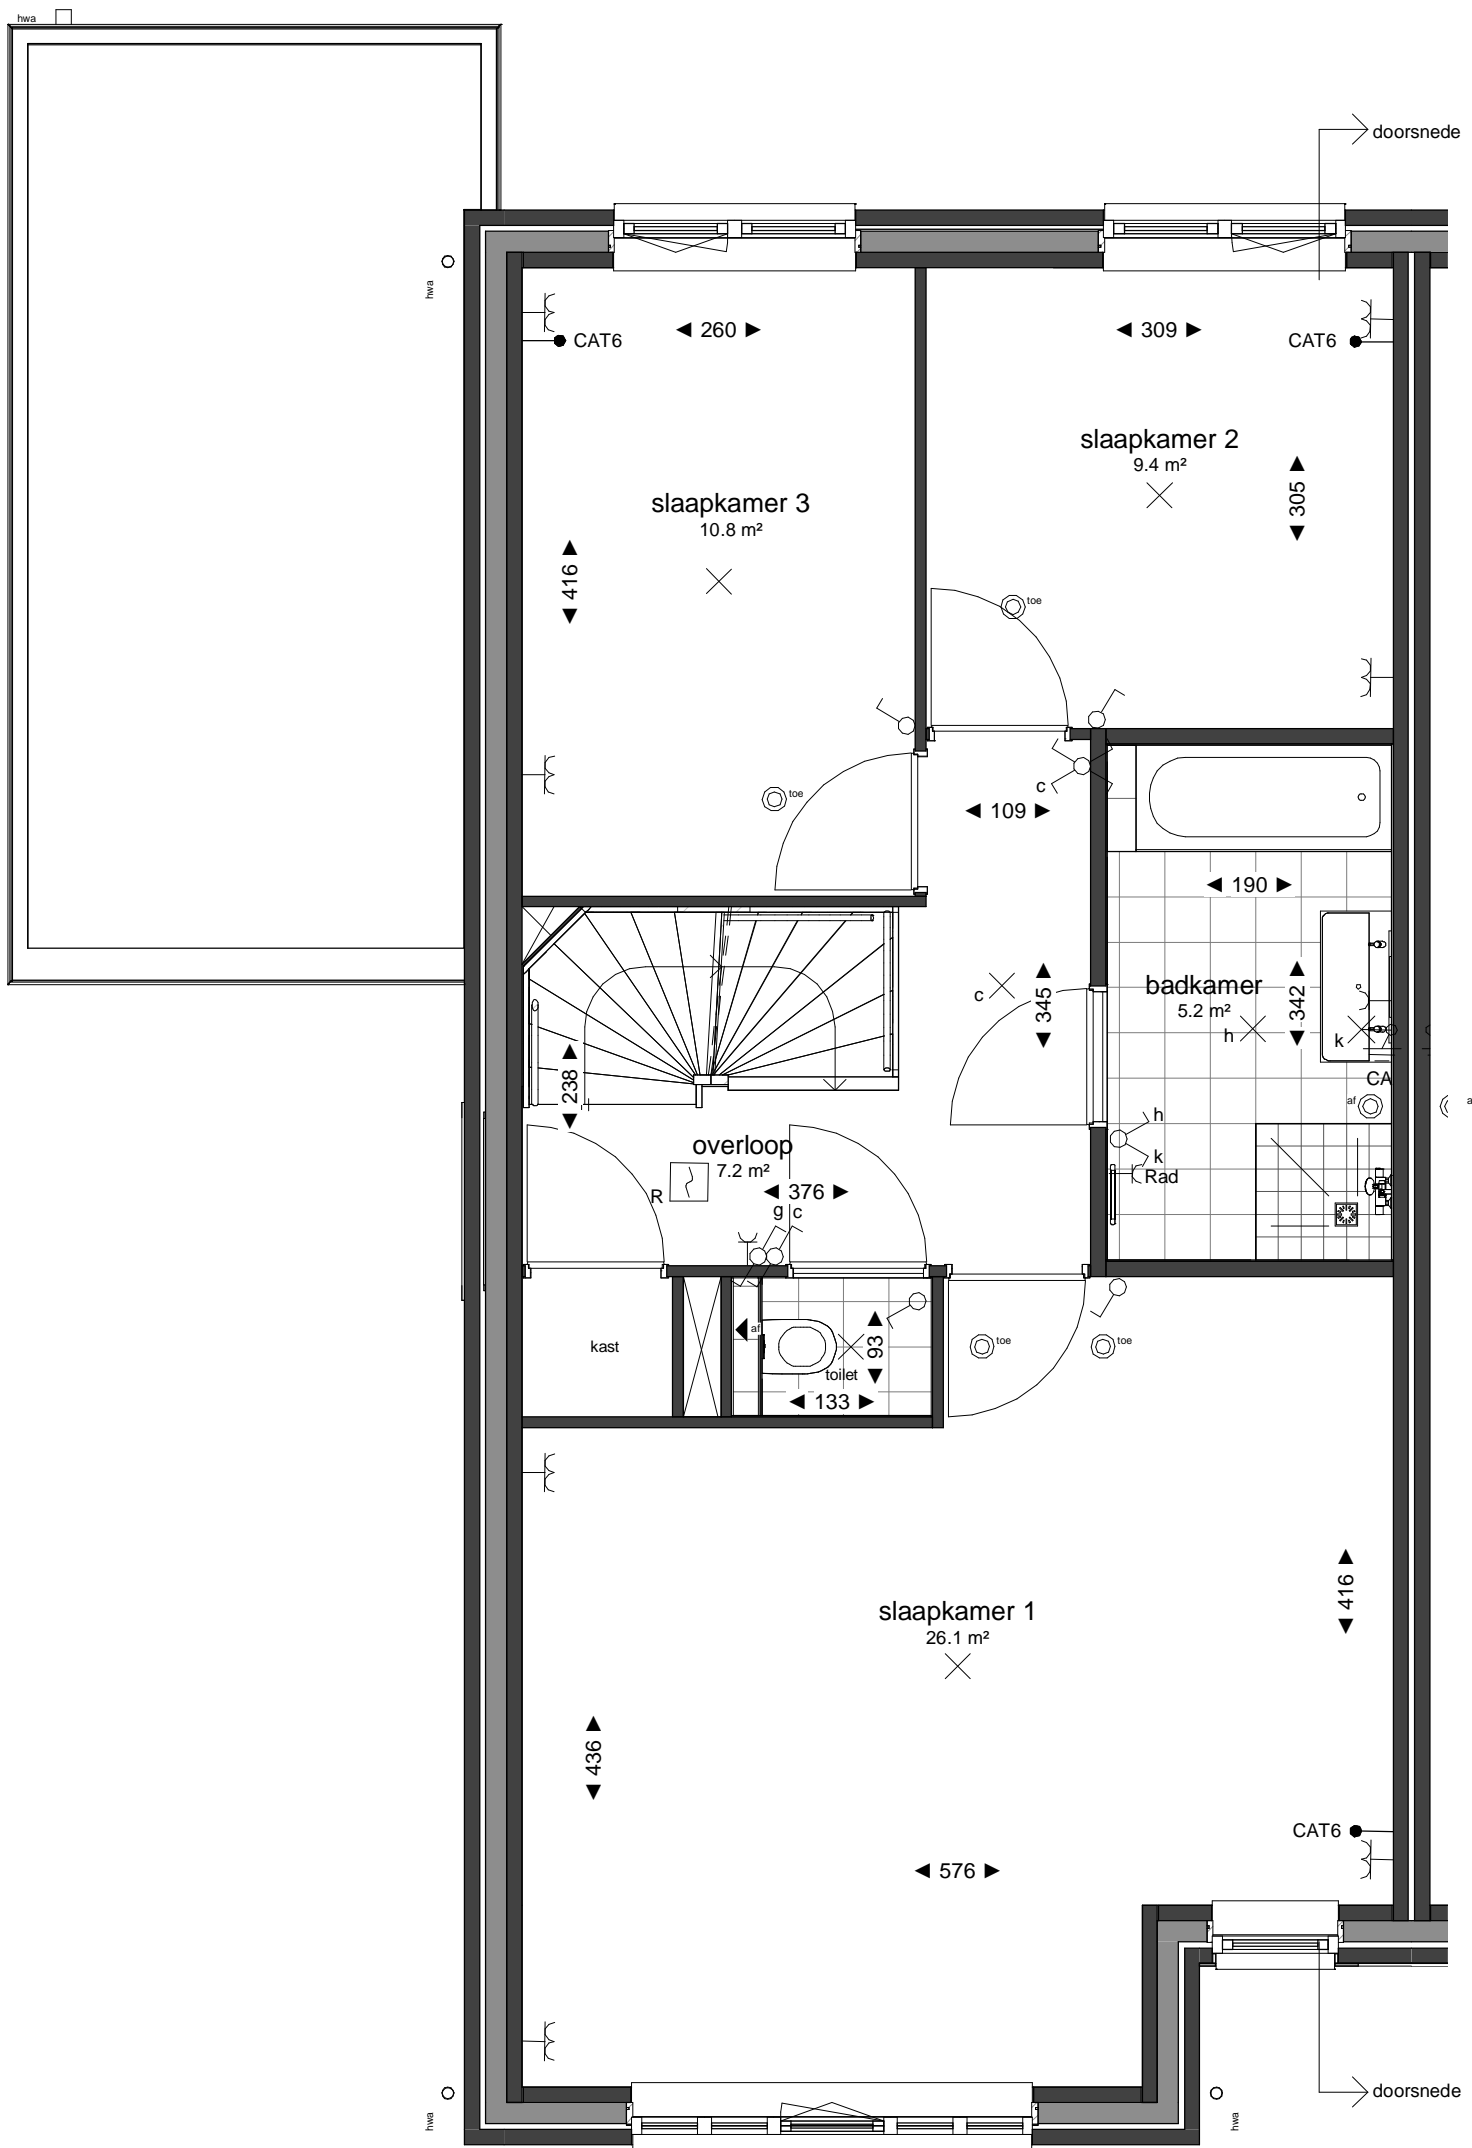 hwa
doorsnede
hwa
◄ 260 ►
◄ 309 ►
CAT6
CAT6
slaapkamer 2
9.4 m²
◄ 305 ►
slaapkamer 3
10.8 m²
◄ 416 ►
toe
c
toe
◄ 109 ►
◄ 190 ►
badkamer
5.2 m²
c
◄ 345 ►
◄ 342 ►
h
k
◄ 238 ►
CA
af
a
h
k
Rad
overloop
7.2 m²
R
◄ 376 ►
g
c
af
kast
◄ 93 ►
toilet
◄ 133 ►
toe
toe
slaapkamer 1
26.1 m²
◄ 416 ►
◄ 436 ►
CAT6
◄ 576 ►
doorsnede
hwa
hwa